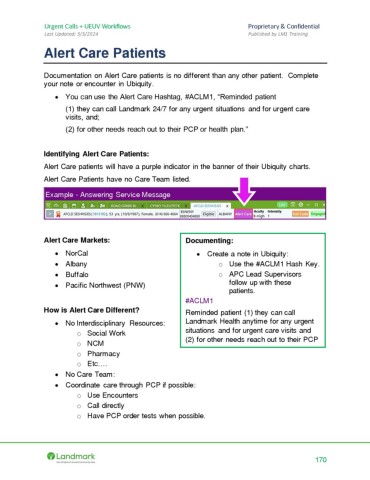 Urgent Calls + UEUV Workflows
Proprietary & Confidential
Last Updated: 5/3/2024
Published by LM1 Training
Alert Care Patients
Documentation on Alert Care patients is no different than any other patient. Complete
your note or encounter in Ubiquity.
• You can use the Alert Care Hashtag, #ACLM1, “Reminded patient
(1) they can call Landmark 24/7 for any urgent situations and for urgent care
visits, and;
(2) for other needs reach out to their PCP or health plan.”
Identifying Alert Care Patients:
Alert Care patients will have a purple indicator in the banner of their Ubiquity charts.
Alert Care Patients have no Care Team listed.
Example - Answering Service Message
Eligible
ALBANY
Alert Care
Acuity
Intensity
Alert Care Markets:
• NorCal
• Albany
• Buffalo
• Pacific Northwest (PNW)
How is Alert Care Different?
• No Interdisciplinary Resources:
o Social Work
o NCM
o Pharmacy
o Etc….
• No Care Team:
• Coordinate care through PCP if possible:
o Use Encounters
o Call directly
o Have PCP order tests when possible.
Documenting:
• Create a note in Ubiquity:
o Use the #ACLM1 Hash Key.
o APC Lead Supervisors
follow up with these
patients.
#ACLM1
Reminded patient (1) they can call
Landmark Health anytime for any urgent
situations and for urgent care visits and
(2) for other needs reach out to their PCP
Landmark
170